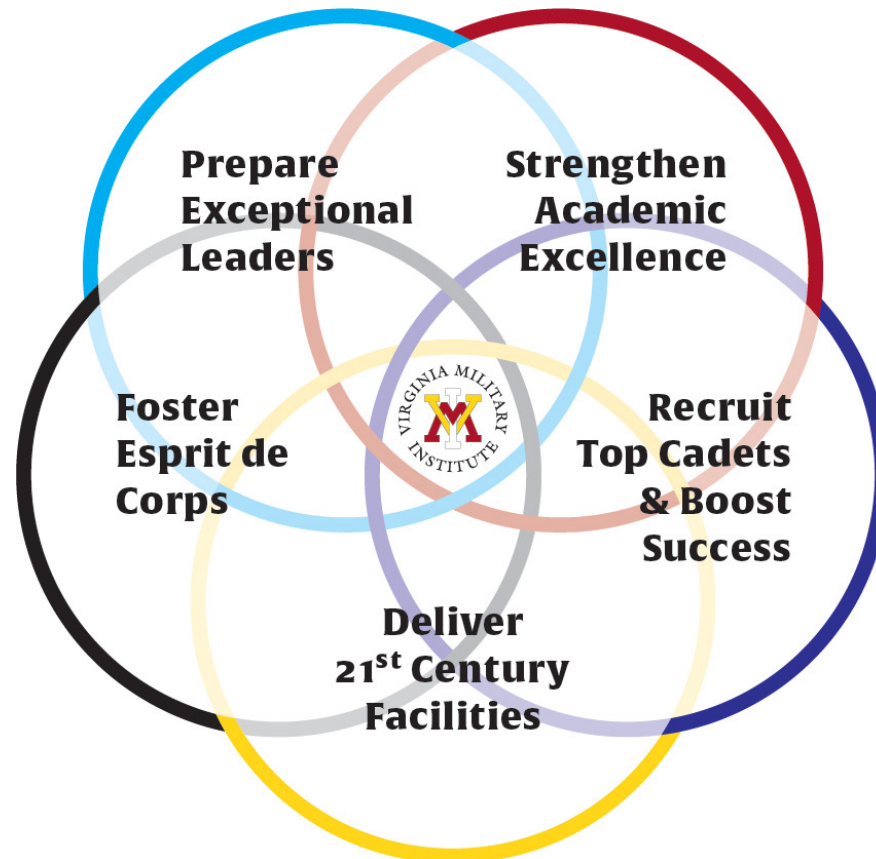 Prepare
Exceptional
Leaders
Strengthen
Academic
Excellence
Foster
Esprit de
Corps
VIRGINIA MILITARY
INSTITUTE
VMI
Recruit
Top Cadets
& Boost
Success
Deliver
21st Century
Facilities